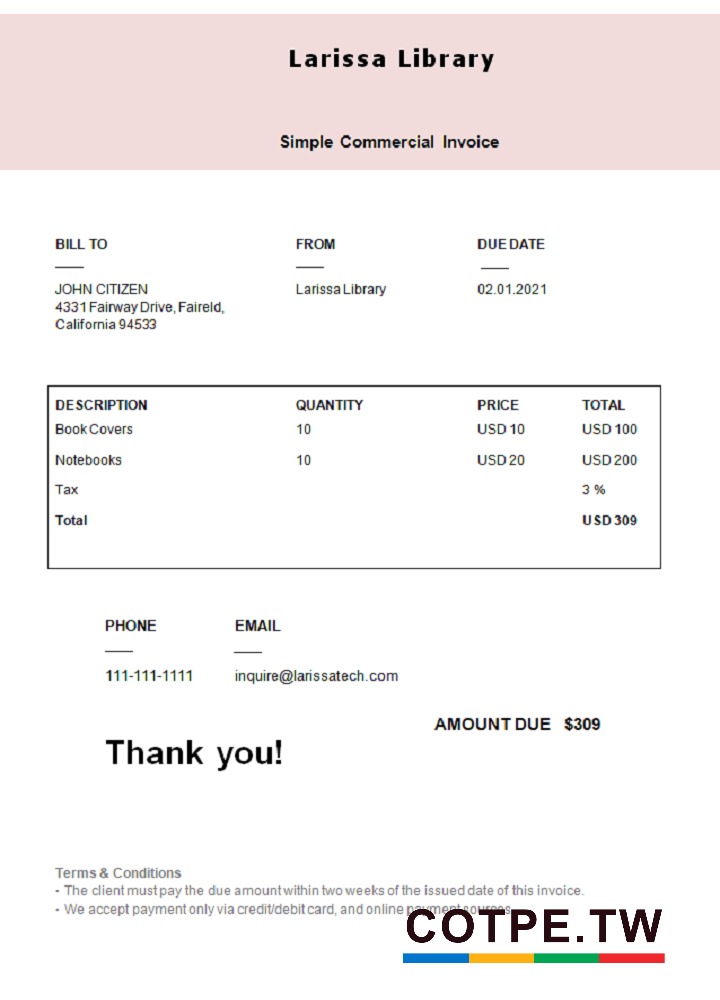 Larissa Library
Simple Commercial Invoice
BILL TO
JOHN CITIZEN
4331 Fairway Drive, Faireld,
California 94533
FROM
Larissa Library
DUE DATE
02.01.2021
DESCRIPTION QUANTITY PRICE TOTAL
Book Covers 10 USD 10 USD 100
Notebooks 10 USD 20 USD 200
Tax 3 %
Total USD 309
PHONE
111-111-1111
EMAIL
inquire@larissatech.com
AMOUNT DUE $309
Thank you!
Terms & Conditions
- The client must pay the due amount within two weeks of the issued date of this invoice.
- We accept payment only via credit/debit card, and online payment sources.
COTPE.TW